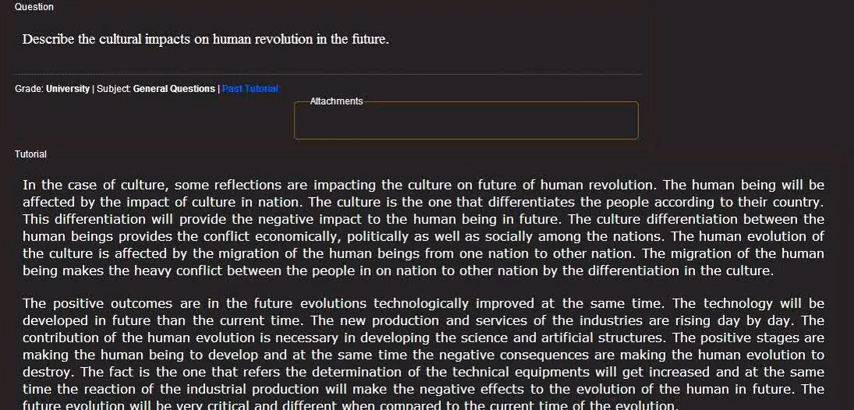 Question
Describe the cultural impacts on human revolution in the future.
Grade: University | Subject: General Questions | Past Tutorial
Attachments
Tutorial
In the case of culture, some reflections are impacting the culture on future of human revolution. The human being will be
affected by the impact of culture in nation. The culture is the one that differentiates the people according to their country.
This differentiation will provide the negative impact to the human being in future. The culture differentiation between the
human beings provides the conflict economically, politically as well as socially among the nations. The human evolution of
the culture is affected by the migration of the human beings from one nation to other nation. The migration of the human
being makes the heavy conflict between the people in on nation to other nation by the differentiation in the culture.
The positive outcomes are in the future evolutions technologically improved at the same time. The technology will be
developed in future than the current time. The new production and services of the industries are rising day by day. The
contribution of the human evolution is necessary in developing the science and artificial structures. The positive stages are
making the human being to develop and at the same time the negative consequences are making the human evolution to
destroy. The fact is the one that refers the determination of the technical equipments will get increased and at the same
time the reaction of the industrial production will make the negative effects to the evolution of the human in future. The
future evolution will be very critical and different when compared to the current time of the evolution.